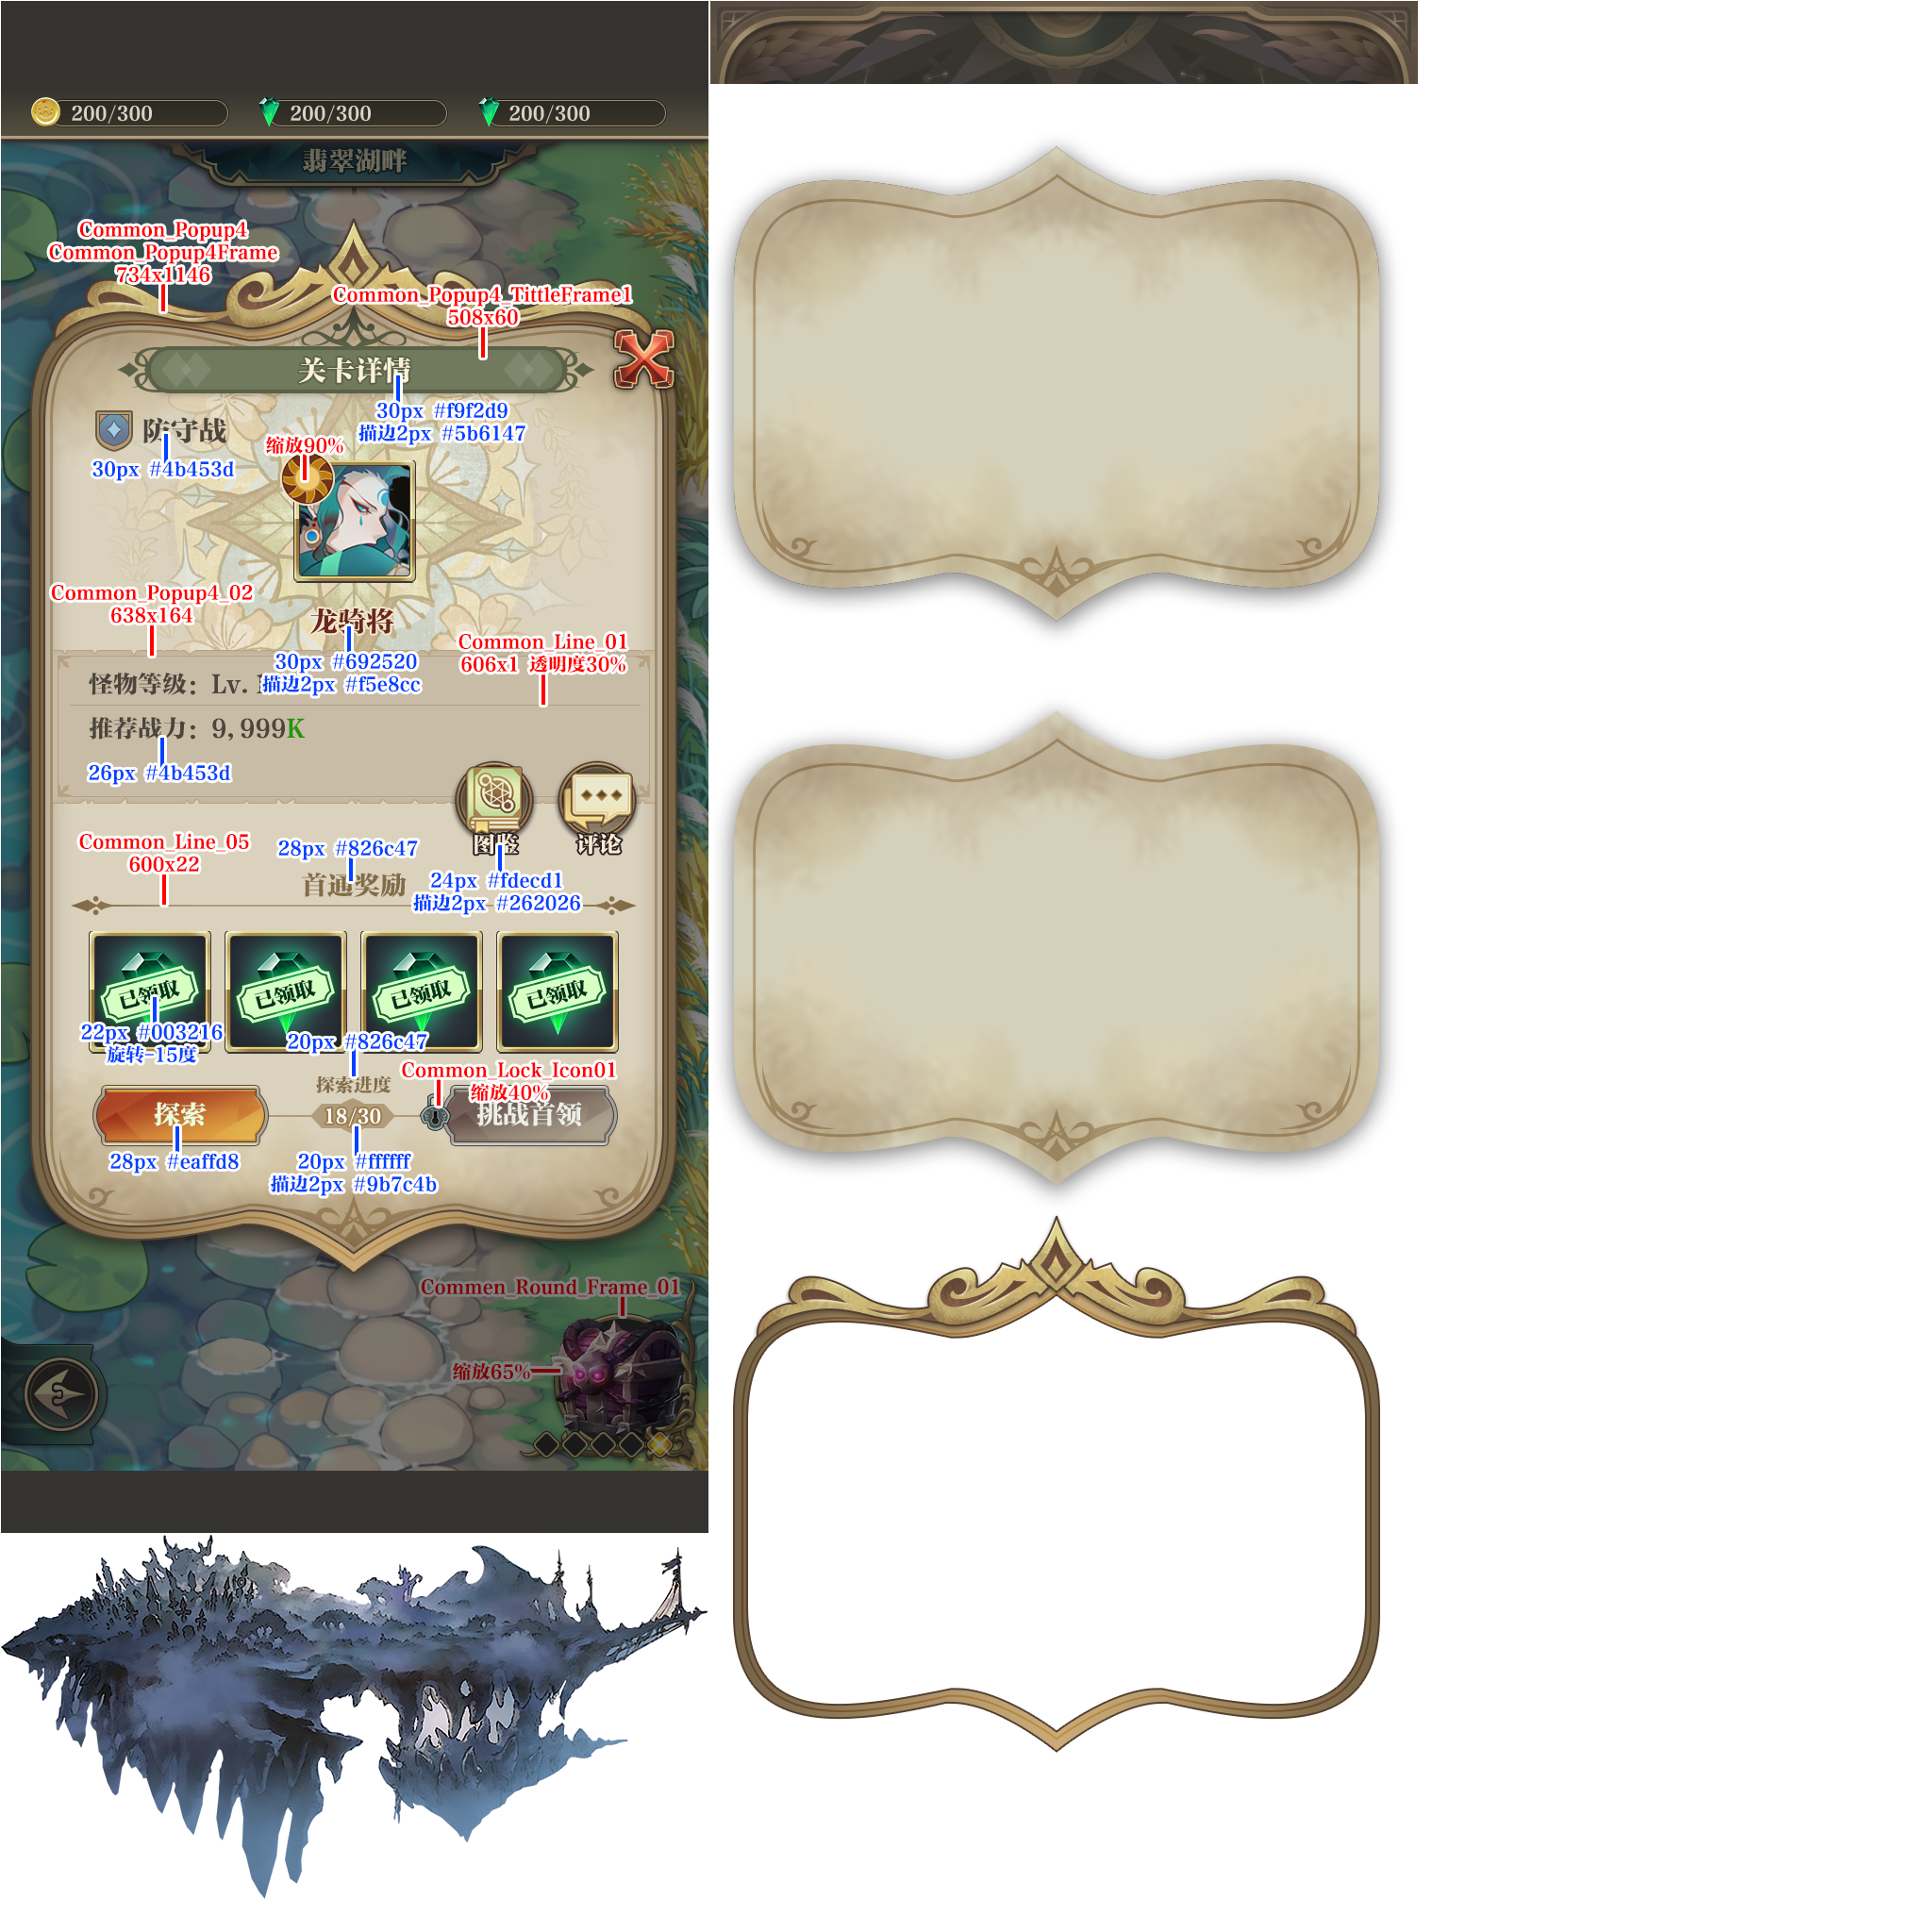 200/300 200/300 200/300
翡翠湖畔
Common_Popup4
Common_Popup4Frame
734x1146
Common_Popup4_TittleFrame1
508x60
关卡详情
30px #f9f2d9
描边2px #5b6147
防守战
30px #4b453d
缩放90%
Common_Popup4_02
638x164
龙骑将
30px #692520
描边2px #f5e8cc
Common_Line_01
606x1 透明度30%
怪物等级: Lv.
推荐战力: 9,999K
26px #4b453d
图鉴 评论
24px #fdecd1
描边2px #262026
Common_Line_05
600x22
28px #826c47
首通奖励
已领取 已领取 已领取 已领取
22px #003216
旋转-15度
20px #826c47
Common_Lock_Icon01
缩放40%
探索进度
探索 18/30 挑战首领
28px #eaffd8
20px #ffffff
描边2px #9b7c4b
Commen_Round_Frame_01
缩放65%